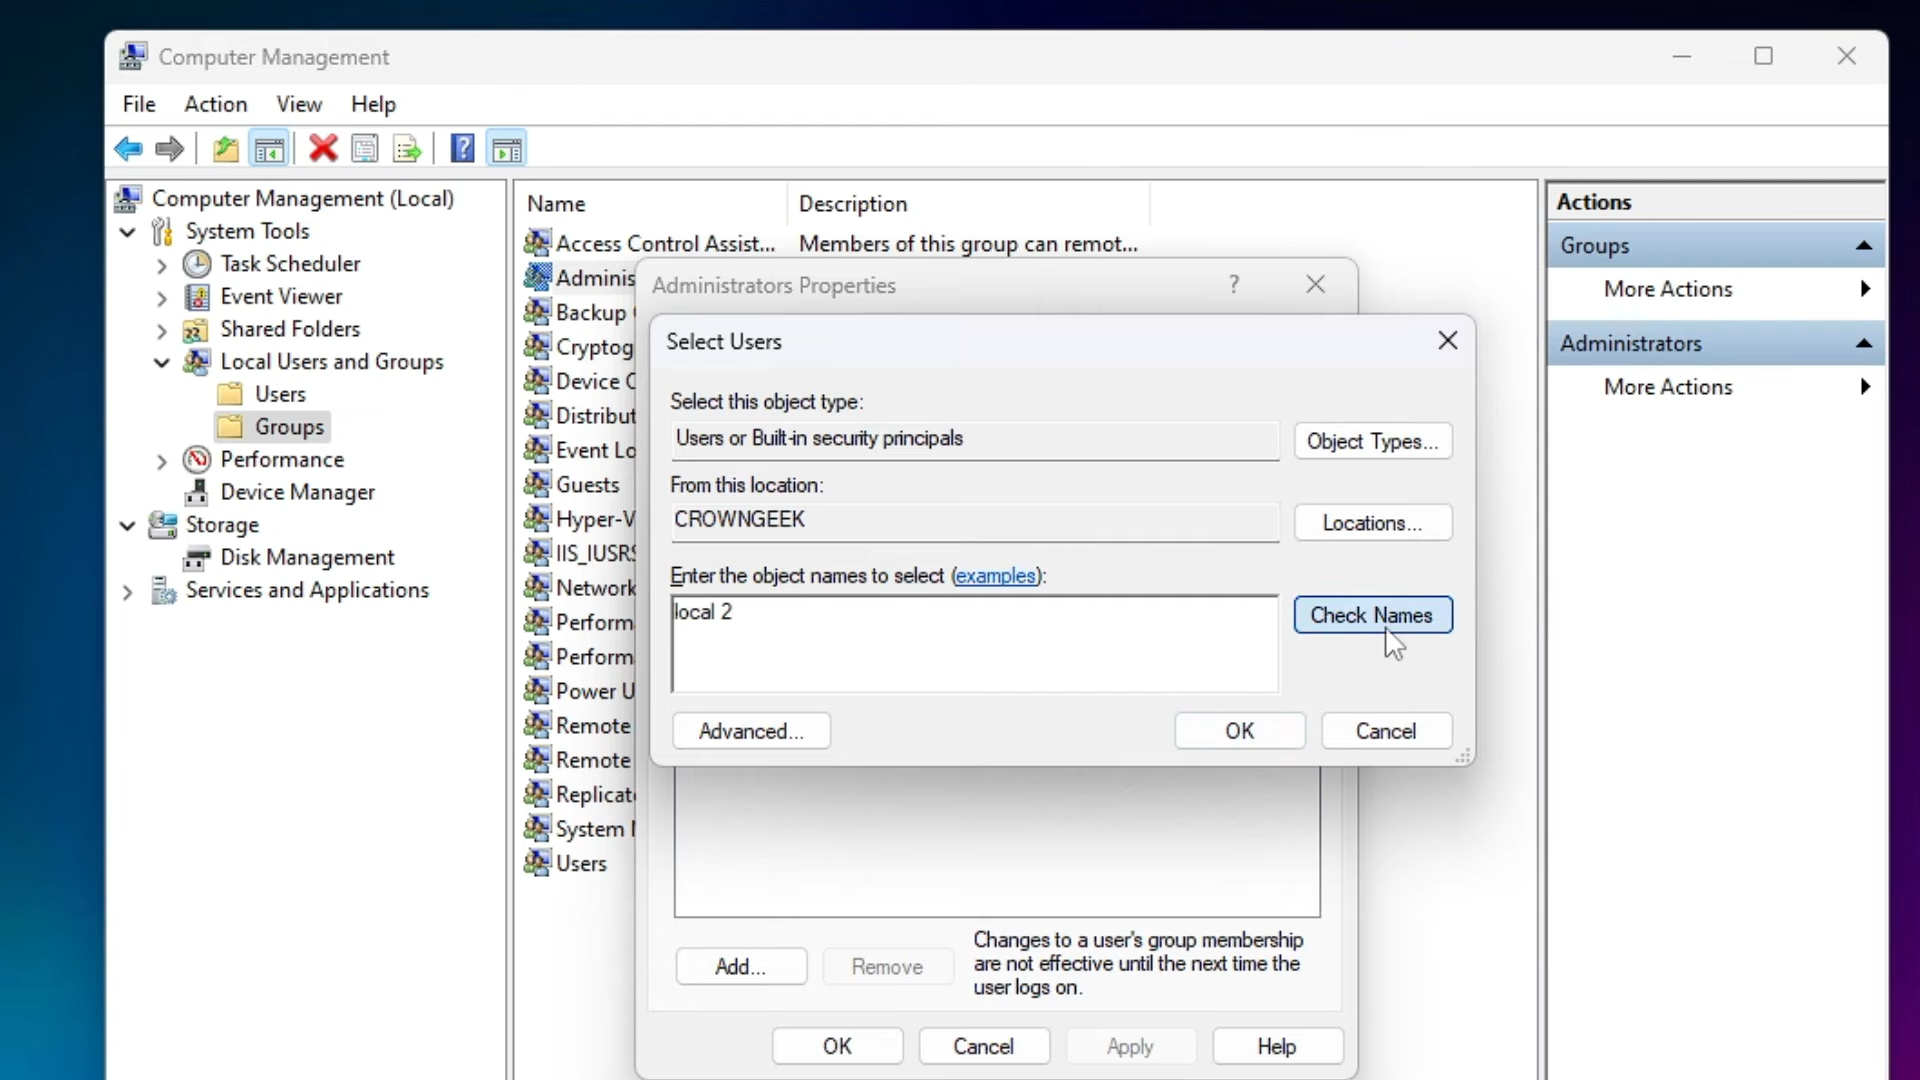 Computer Management
File Action View Help
Computer Management (Local)
System Tools
Task Scheduler
Event Viewer
Shared Folders
Local Users and Groups
Users
Groups
Performance
Device Manager
Storage
Disk Management
Services and Applications
Name Description
Access Control Assist... Members of this group can remot...
Adminis
Backup
Cryptog
Device C
Distribut
Event Lo
Guests
Hyper-V
IIS_IUSRS
Network
Perform
Perform
Power U
Remote
Remote
Replicat
System
Users
Administrators Properties
Select Users
Select this object type:
Users or Built-in security principals Object Types...
From this location:
CROWNGEEK Locations...
Enter the object names to select (examples):
local 2 Check Names
Advanced... OK Cancel
Add... Remove
Changes to a user's group membership
are not effective until the next time the
user logs on.
OK Cancel Apply Help
Actions
Groups
More Actions
Administrators
More Actions